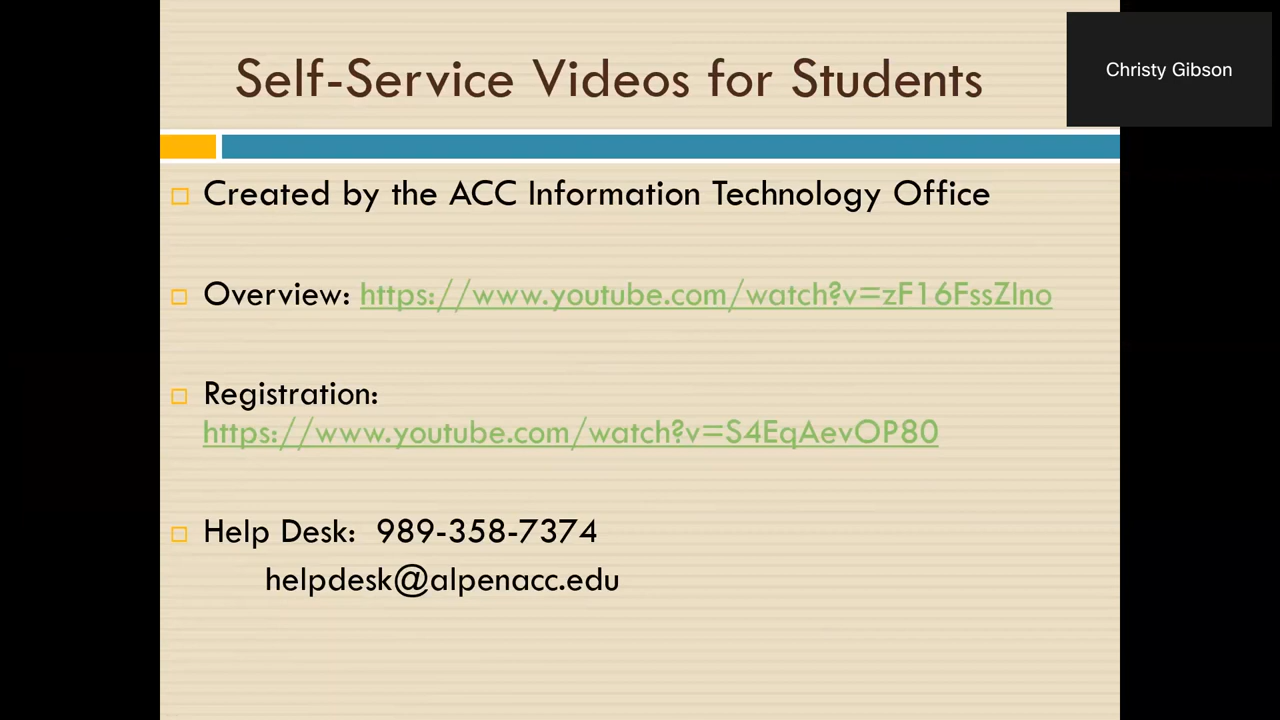 Self-Service Videos for Students
Christy Gibson
Created by the ACC Information Technology Office
Overview: https://www.youtube.com/watch?v=zF16FssZlno
Registration:
https://www.youtube.com/watch?v=S4EqAevOP80
Help Desk: 989-358-7374
helpdesk@alpenacc.edu